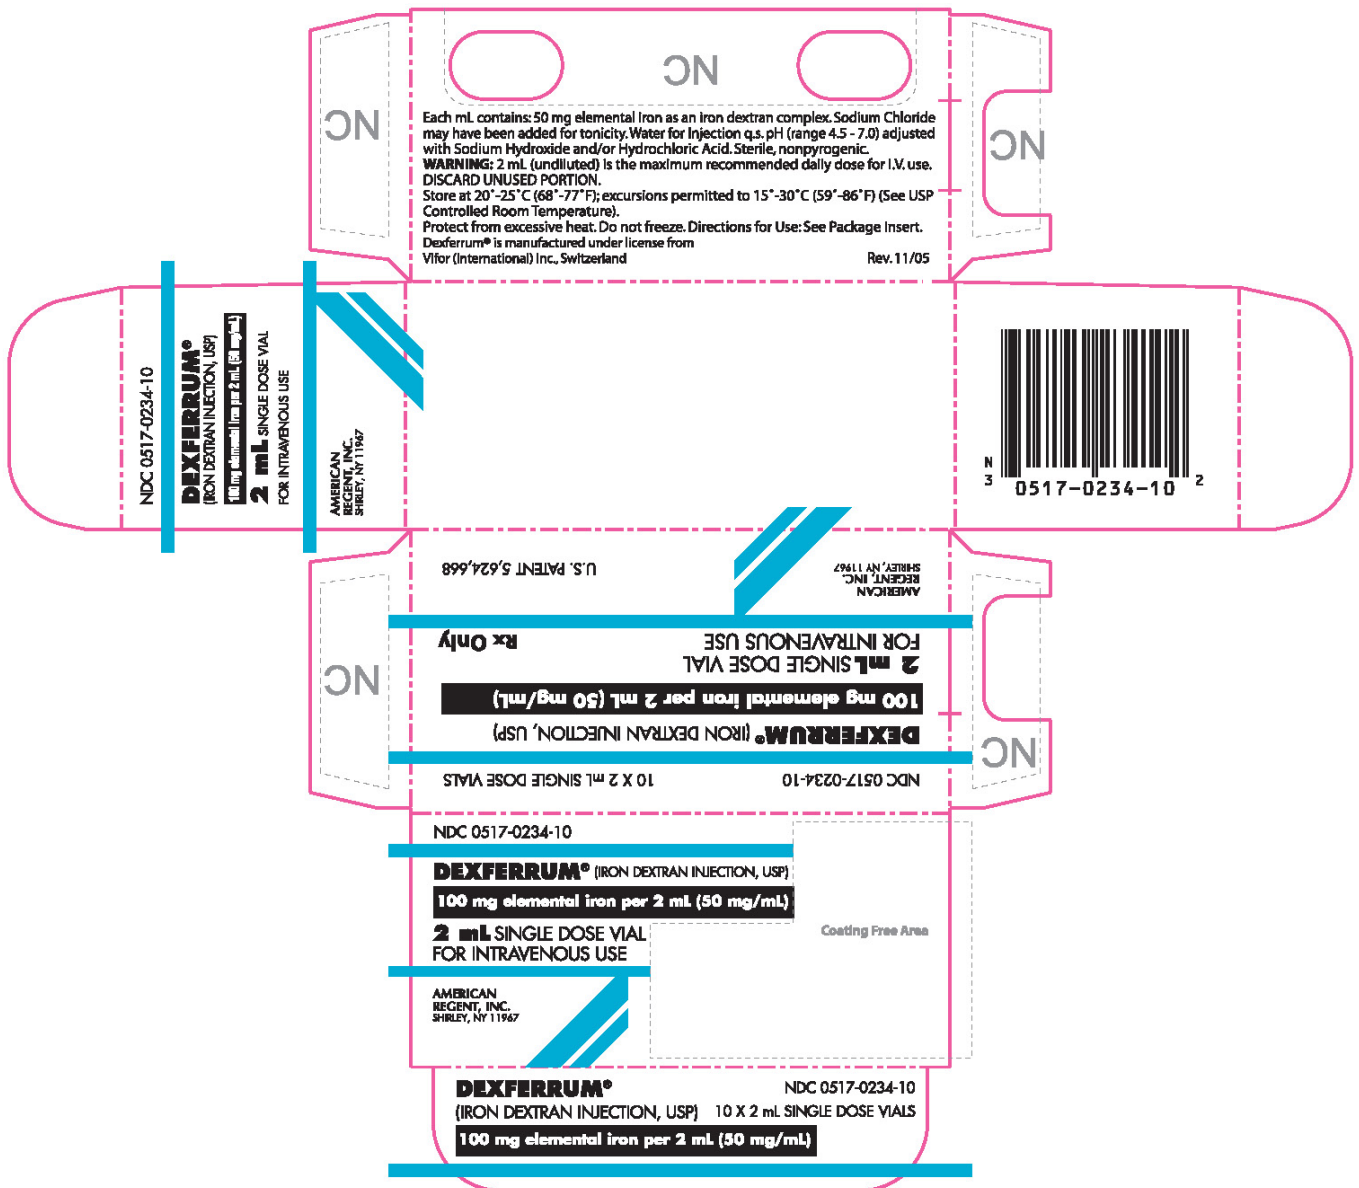 NC
NC
NC
Each mL contains: 50 mg elemental iron as an iron dextran complex. Sodium Chloride
may have been added for tonicity. Water for Injection q.s. pH (range 4.5 - 7.0) adjusted
with Sodium Hydroxide and/or Hydrochloric Acid. Sterile, nonpyrogenic.
WARNING: 2 mL (undiluted) is the maximum recommended daily dose for I.V. use.
DISCARD UNUSED PORTION.
Store at 20˚-25˚C (68˚-77˚F); excursions permitted to 15˚-30˚C (59˚-86˚F) (See USP
Controlled Room Temperature).
Protect from excessive heat. Do not freeze. Directions for Use: See Package Insert.
Dexferrum® is manufactured under license from
Vifor (International) Inc., Switzerland Rev. 11/05
NDC 0517-0234-10
DEXFERRUM®
(IRON DEXTRAN INJECTION, USP)
100 mg elemental iron per 2 mL (50 mg/mL)
2 mL SINGLE DOSE VIAL
FOR INTRAVENOUS USE
AMERICAN
REGENT, INC.
SHIRLEY, NY 11967
N
3 0517-0234-10 2
NC
NC
NDC 0517-0234-10 10 X 2 mL SINGLE DOSE VIALS
DEXFERRUM® (IRON DEXTRAN INJECTION, USP)
100 mg elemental iron per 2 mL (50 mg/mL)
2 mL SINGLE DOSE VIAL
FOR INTRAVENOUS USE Rx Only
AMERICAN
REGENT, INC.
SHIRLEY, NY 11967
U.S. PATENT 5,624,668
NDC 0517-0234-10
DEXFERRUM® (IRON DEXTRAN INJECTION, USP)
100 mg elemental iron per 2 mL (50 mg/mL)
2 mL SINGLE DOSE VIAL
FOR INTRAVENOUS USE
Coating Free Area
AMERICAN
REGENT, INC.
SHIRLEY, NY 11967
DEXFERRUM® NDC 0517-0234-10
(IRON DEXTRAN INJECTION, USP) 10 X 2 mL SINGLE DOSE VIALS
100 mg elemental iron per 2 mL (50 mg/mL)